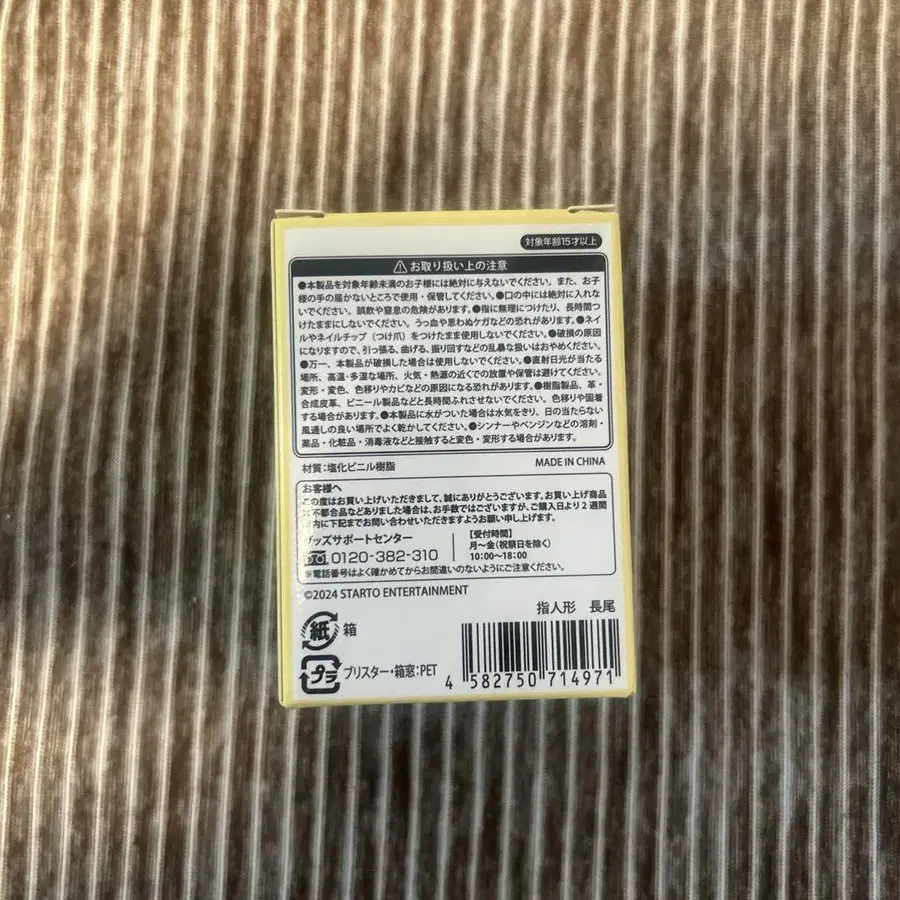 対象年齢15才以上
⚠お取り扱い上の注意
●本製品を対象年齢未満のお子様には絶対に与えないでください。また、お子
様の手の届かないところで使用・保管してください。●口の中には絶対に入れな
いでください。誤飲や窒息の危険があります。●指に無理につけたり、長時間つ
けたままにしないでください。うっ血や思わぬケガなどの恐れがあります。●ネイ
ルやネイルチップ（つけ爪）をつけたまま使用しないでください。●破損の原因
になりますので、引っ張る、曲げる、振り回すなどの乱暴な扱いはおやめください。
●万一、本製品が破損した場合は使用しないでください。●直射日光が当たる
場所、高温・多湿な場所、火気・熱源の近くでの放置や保管は避けてください。
変形・変色、色移りやカビなどの原因になる恐れがあります。●樹脂製品、革・
合成皮革、ビニール製品などと長時間ふれさせないでください。色移りや固着
する場合があります。●本製品に水がついた場合は水気をきり、日の当たらない
風通しの良い場所でよく乾かしてください。●シンナーやベンジンなどの溶剤・
薬品・化粧品・消毒液などと接触すると変色・変形する場合があります。
材質：塩化ビニル樹脂 MADE IN CHINA
お客様へ
この度はお買い上げいただきまして、誠にありがとうございます。お買い上げ商品
に不都合品などありました場合は、お手数ではございますが、ご購入日より2週間
以内に下記までお問い合わせいただきますようお願い申し上げます。
グッズサポートセンター
0120-382-310
【受付時間】
月～金（祝祭日を除く）
10：00～18：00
※電話番号はよく確かめてからお間違いのないようにご注意ください。
©2024 STARTO ENTERTAINMENT
指人形 長尾
紙 箱
プラ ブリスター・箱窓：PET
4 582750 714971